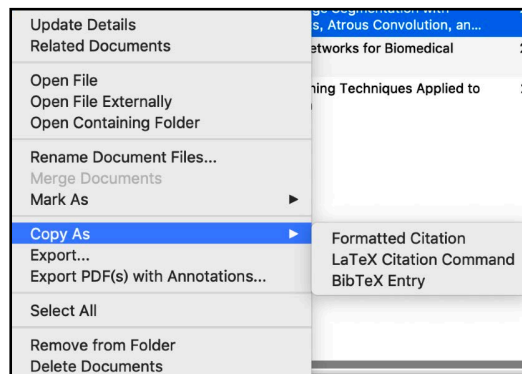 Update Details
Related Documents
Open File
Open File Externally
Open Containing Folder
Rename Document Files...
Merge Documents
Mark As
Copy As
Export...
Export PDF(s) with Annotations...
Select All
Remove from Folder
Delete Documents
Segmentation with
s, Atrous Convolution, an...
etworks for Biomedical
ning Techniques Applied to
Formatted Citation
LaTeX Citation Command
BibTeX Entry